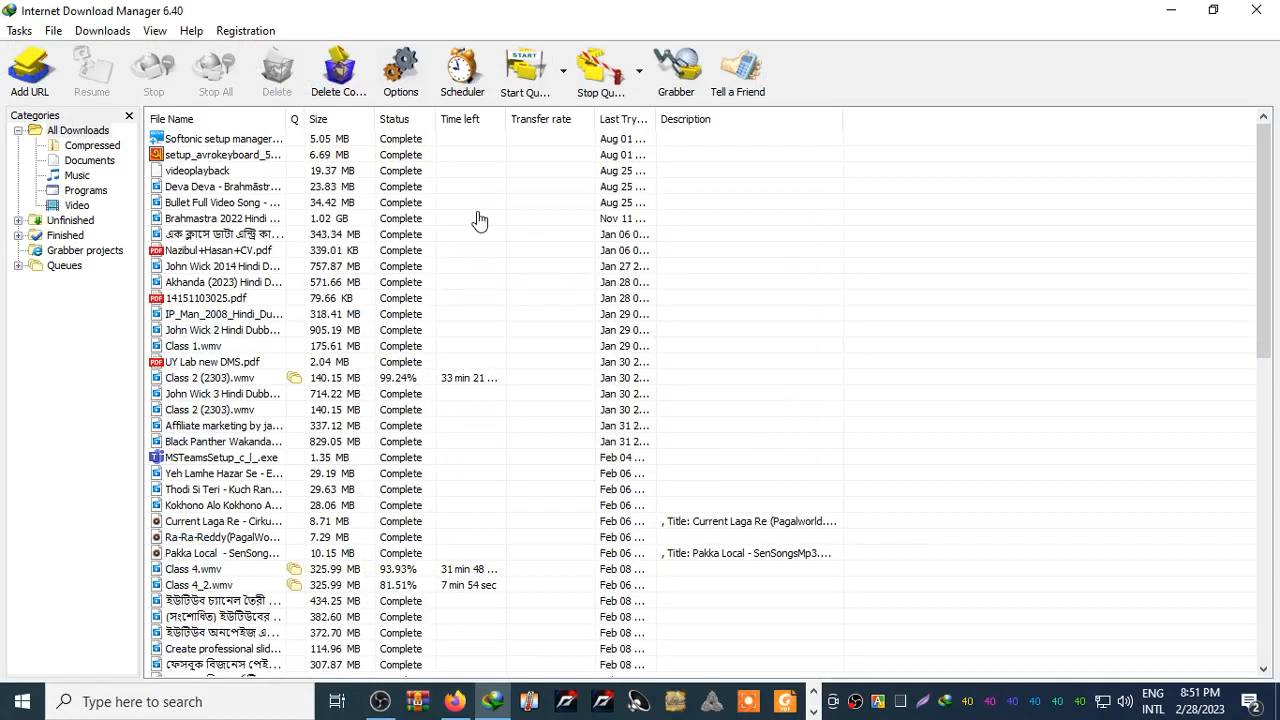 Internet Download Manager 6.40
Tasks File Downloads View Help Registration
Add URL Resume Stop Stop All Delete Delete Co... Options Scheduler Start Qu... Stop Qu... Grabber Tell a Friend
Categories
All Downloads
Compressed
Documents
Music
Programs
Video
Unfinished
Finished
Grabber projects
Queues
File Name Q Size Status Time left Transfer rate Last Try... Description
Softonic setup manager... 5.05 MB Complete Aug 01 ...
setup_avrokeyboard_5... 6.69 MB Complete Aug 01 ...
videoplayback 19.37 MB Complete Aug 25 ...
Deva Deva - Brahmāstr... 23.83 MB Complete Aug 25 ...
Bullet Full Video Song - ... 34.42 MB Complete Aug 25 ...
Brahmastra 2022 Hindi ... 1.02 GB Complete Nov 11 ...
এক ক্লাসে ডাটা এন্ট্রি কা... 343.34 MB Complete Jan 06 0...
Nazibul+Hasan+CV.pdf 339.01 KB Complete Jan 06 0...
John Wick 2014 Hindi D... 757.87 MB Complete Jan 27 2...
Akhanda (2023) Hindi D... 571.66 MB Complete Jan 28 0...
14151103025.pdf 79.66 KB Complete Jan 28 0...
IP_Man_2008_Hindi_Du... 318.41 MB Complete Jan 29 0...
John Wick 2 Hindi Dubb... 905.19 MB Complete Jan 29 0...
Class 1.wmv 175.61 MB Complete Jan 29 0...
UY Lab new DMS.pdf 2.04 MB Complete Jan 30 2...
Class 2 (2303).wmv 140.15 MB 99.24% 33 min 21 ... Jan 30 2...
John Wick 3 Hindi Dubb... 714.22 MB Complete Jan 30 2...
Class 2 (2303).wmv 140.15 MB Complete Jan 30 2...
Affiliate marketing by ja... 337.12 MB Complete Jan 31 2...
Black Panther Wakanda... 829.05 MB Complete Jan 31 2...
MSTeamsSetup_c_l_.exe 1.35 MB Complete Feb 04 ...
Yeh Lamhe Hazar Se - E... 29.19 MB Complete Feb 06 ...
Thodi Si Teri - Kuch Ran... 29.63 MB Complete Feb 06 ...
Kokhono Alo Kokhono A... 28.06 MB Complete Feb 06 ...
Current Laga Re - Cirku... 8.71 MB Complete Feb 06 ... , Title: Current Laga Re (Pagalworld....
Ra-Ra-Reddy(PagalWo... 7.29 MB Complete Feb 06 ...
Pakka Local - SenSong... 10.15 MB Complete Feb 06 ... , Title: Pakka Local - SenSongsMp3....
Class 4.wmv 325.99 MB 93.93% 31 min 48 ... Feb 08 ...
Class 4_2.wmv 325.99 MB 81.51% 7 min 54 sec Feb 06 ...
ইউটিউব চ্যানেল তৈরী ... 434.25 MB Complete Feb 08 ...
(সংশোধিত) ইউটিউবের ... 382.60 MB Complete Feb 08 ...
ইউটিউব অনপেইজ এ... 372.70 MB Complete Feb 08 ...
Create professional slid... 114.96 MB Complete Feb 08 ...
ফেসবুক বিজনেস পেই... 307.87 MB Complete Feb 08 ...
Type here to search
40 40 40 40 40
ENG
INTL
8:51 PM
2/28/2023
2